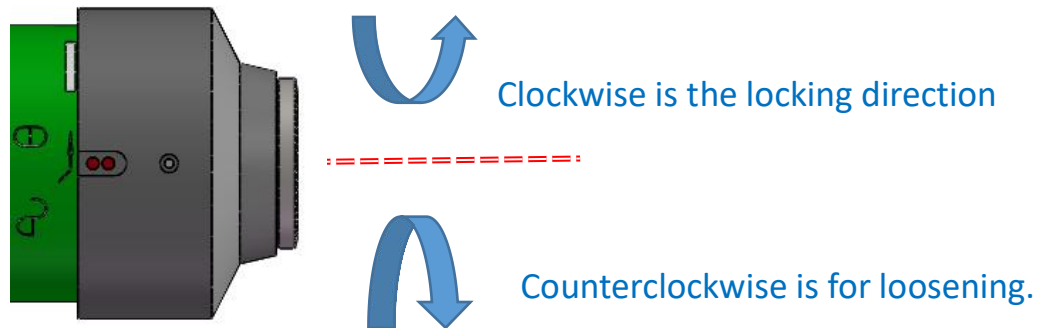 Clockwise is the locking direction
Counterclockwise is for loosening.